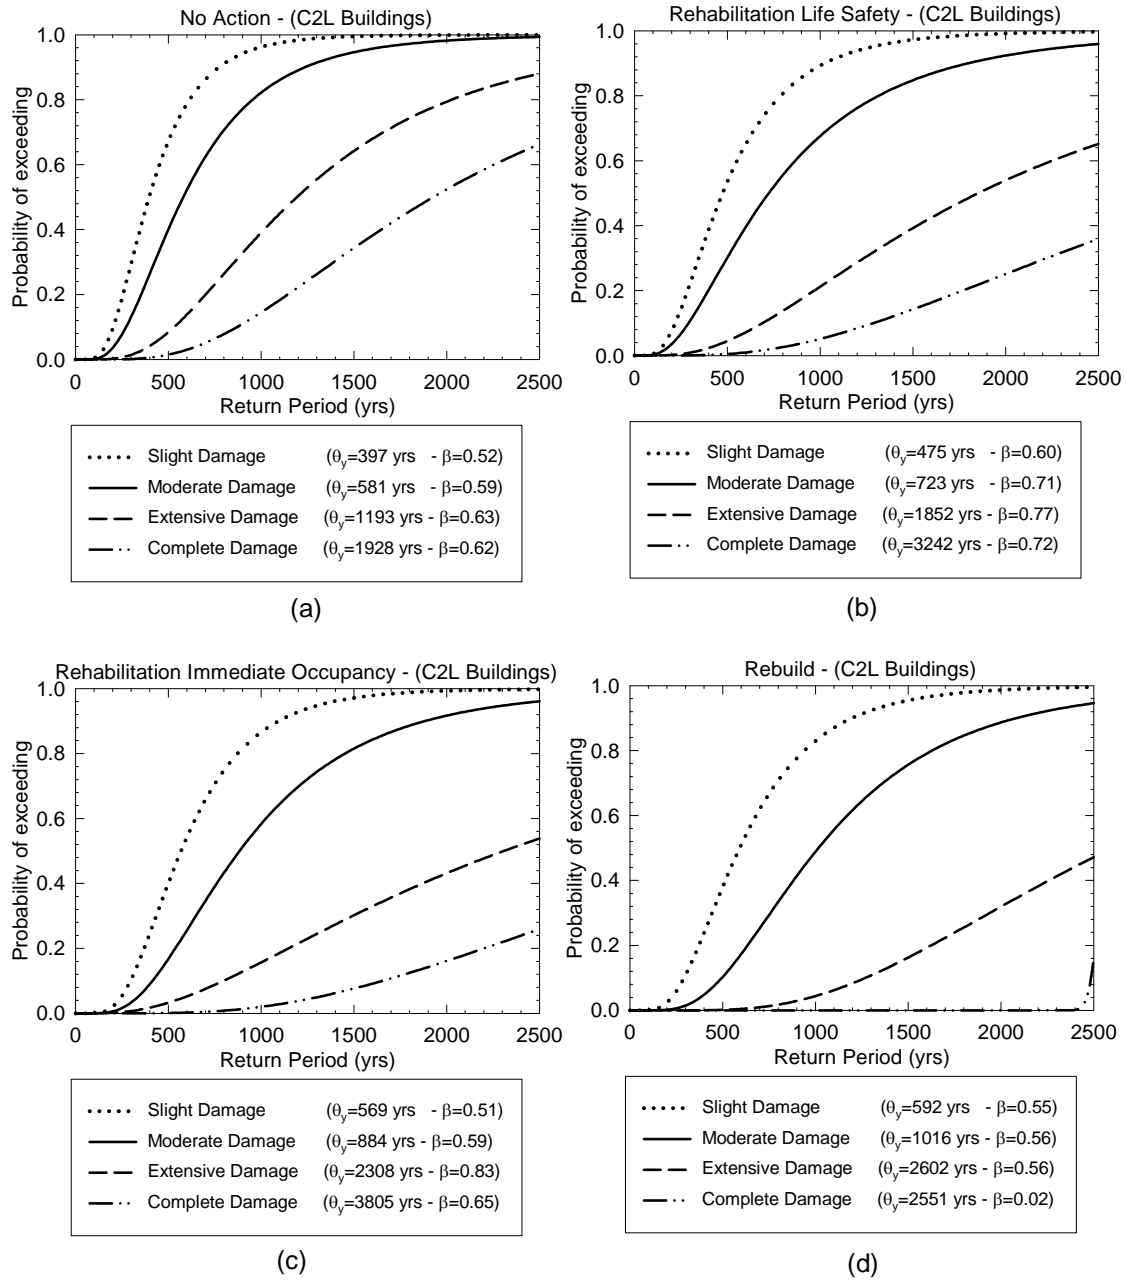 No Action - (C2L Buildings)
Probability of exceeding
1.0
0.8
0.6
0.4
0.2
0.0
0 500 1000 1500 2000 2500
Return Period (yrs)
Slight Damage (θy=397 yrs - β=0.52)
Moderate Damage (θy=581 yrs - β=0.59)
Extensive Damage (θy=1193 yrs - β=0.63)
Complete Damage (θy=1928 yrs - β=0.62)
(a)
Rehabilitation Life Safety - (C2L Buildings)
Probability of exceeding
1.0
0.8
0.6
0.4
0.2
0.0
0 500 1000 1500 2000 2500
Return Period (yrs)
Slight Damage (θy=475 yrs - β=0.60)
Moderate Damage (θy=723 yrs - β=0.71)
Extensive Damage (θy=1852 yrs - β=0.77)
Complete Damage (θy=3242 yrs - β=0.72)
(b)
Rehabilitation Immediate Occupancy - (C2L Buildings)
Probability of exceeding
1.0
0.8
0.6
0.4
0.2
0.0
0 500 1000 1500 2000 2500
Return Period (yrs)
Slight Damage (θy=569 yrs - β=0.51)
Moderate Damage (θy=884 yrs - β=0.59)
Extensive Damage (θy=2308 yrs - β=0.83)
Complete Damage (θy=3805 yrs - β=0.65)
(c)
Rebuild - (C2L Buildings)
Probability of exceeding
1.0
0.8
0.6
0.4
0.2
0.0
0 500 1000 1500 2000 2500
Return Period (yrs)
Slight Damage (θy=592 yrs - β=0.55)
Moderate Damage (θy=1016 yrs - β=0.56)
Extensive Damage (θy=2602 yrs - β=0.56)
Complete Damage (θy=2551 yrs - β=0.02)
(d)